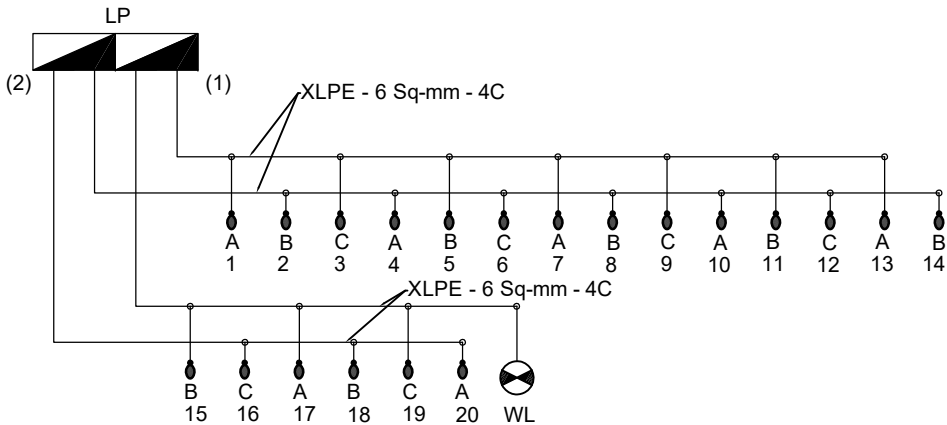 LP
(2) (1)
XLPE - 6 Sq-mm - 4C
A B C A B C A B C A B C A B
1 2 3 4 5 6 7 8 9 10 11 12 13 14
XLPE - 6 Sq-mm - 4C
B C A B C A
15 16 17 18 19 20 WL